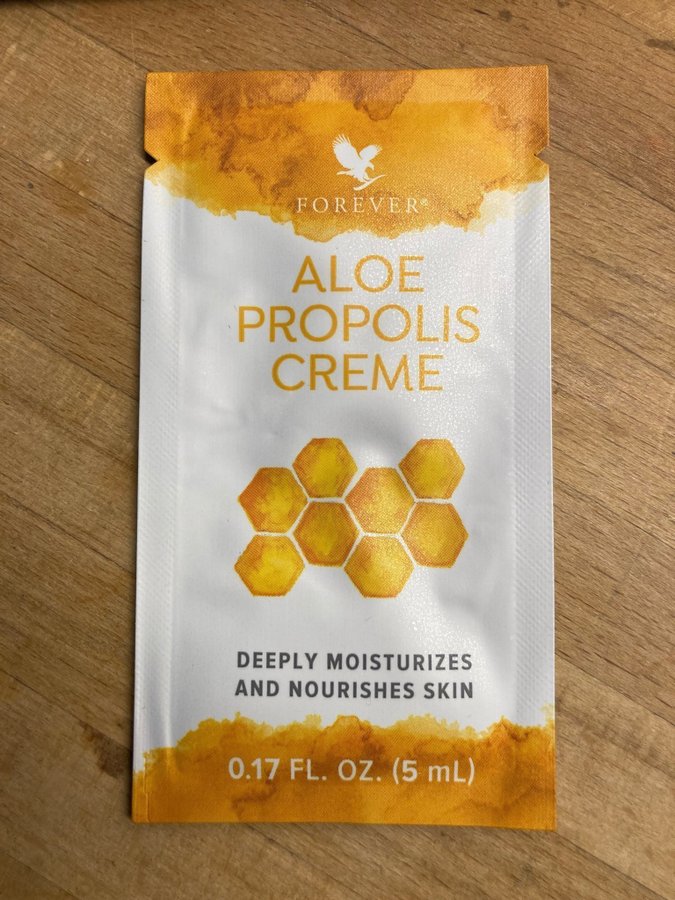 FOREVER®
ALOE
PROPOLIS
CREME
DEEPLY MOISTURIZES
AND NOURISHES SKIN
0.17 FL. OZ. (5 mL)